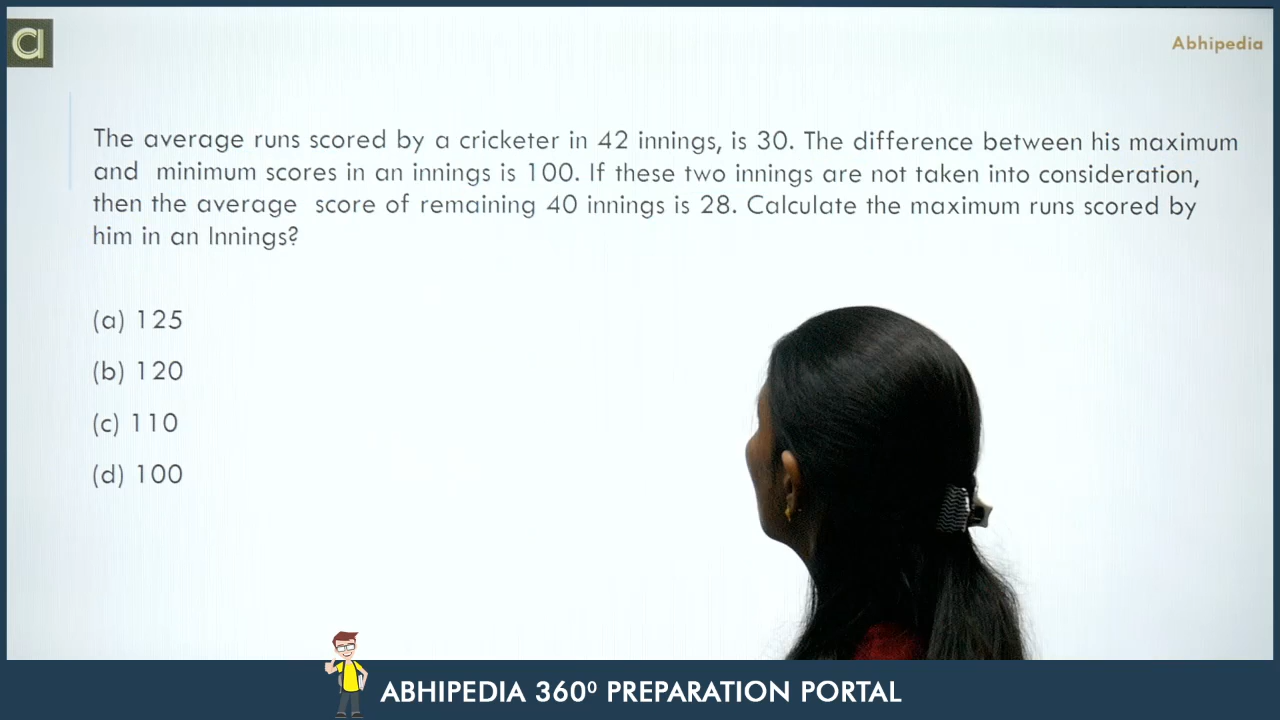 a
Abhipedia
The average runs scored by a cricketer in 42 innings, is 30. The difference between his maximum
and minimum scores in an innings is 100. If these two innings are not taken into consideration,
then the average score of remaining 40 innings is 28. Calculate the maximum runs scored by
him in an Innings?
(a) 125
(b) 120
(c) 110
(d) 100
ABHIPEDIA 360⁰ PREPARATION PORTAL